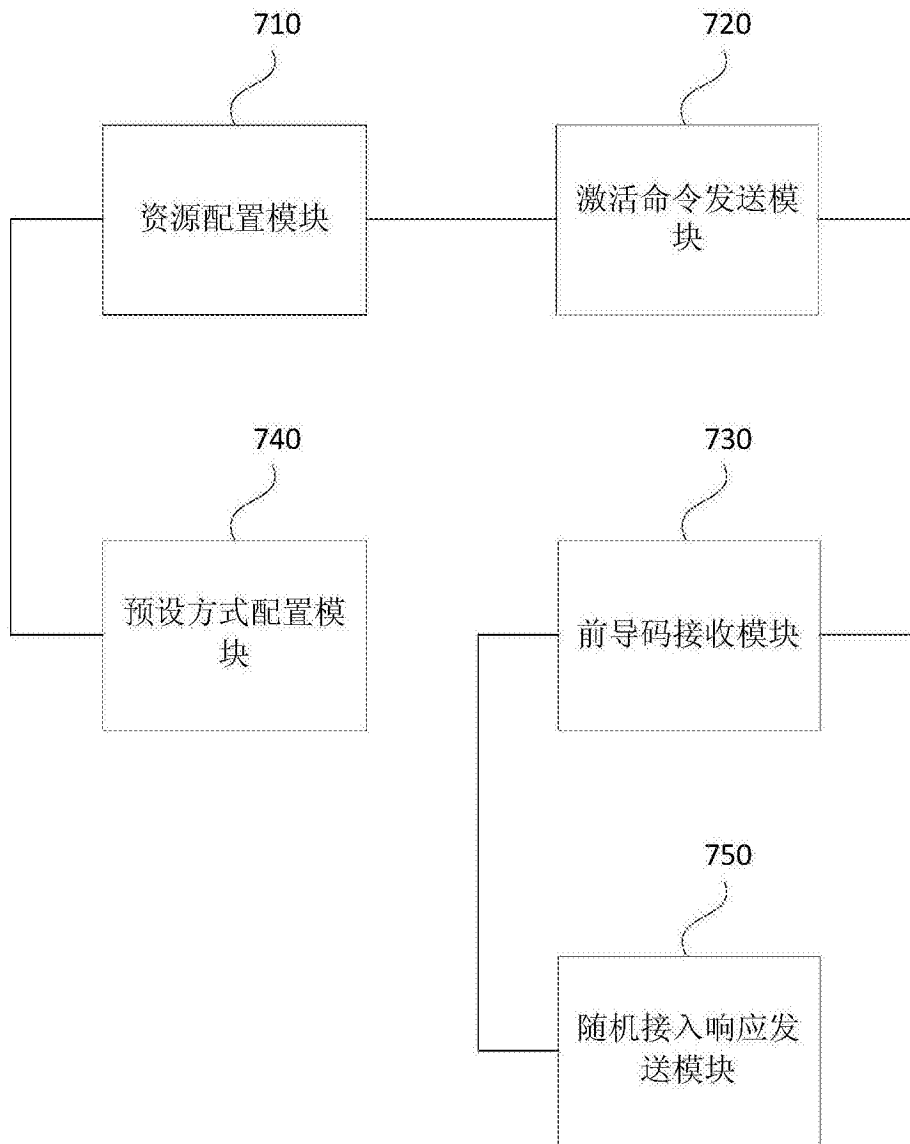 710
720
资源配置模块
激活命令发送模
块
740
730
预设方式配置模
块
前导码接收模块
750
随机接入响应发
送模块